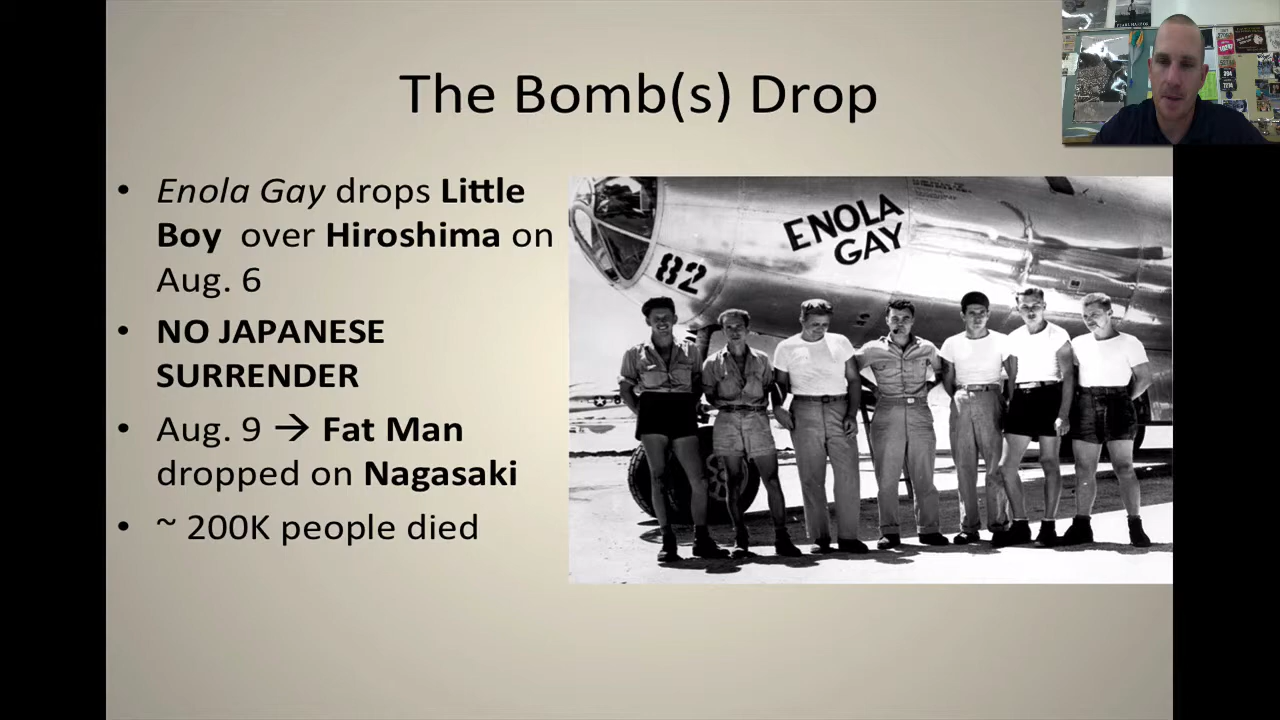 The Bomb(s) Drop
• Enola Gay drops Little
Boy over Hiroshima on
Aug. 6
• NO JAPANESE
SURRENDER
• Aug. 9 → Fat Man
dropped on Nagasaki
• ~ 200K people died
ENOLA
GAY
82